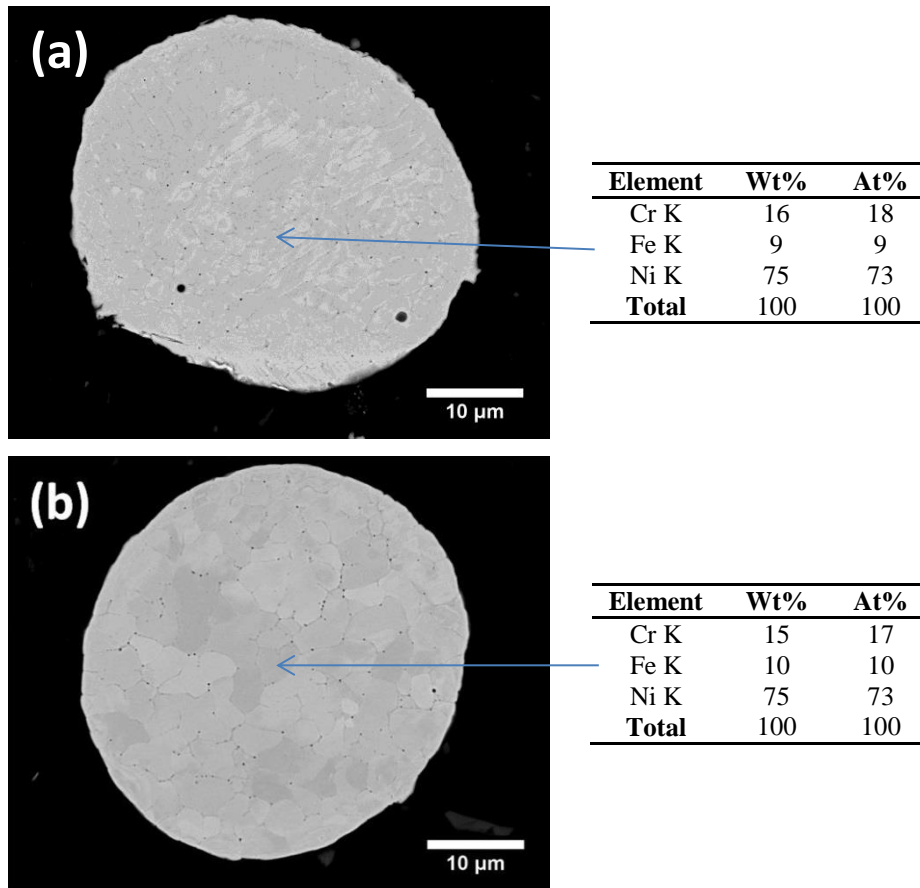 (a)
Element Wt% At%
Cr K 16 18
Fe K 9 9
Ni K 75 73
Total 100 100
10 µm
(b)
Element Wt% At%
Cr K 15 17
Fe K 10 10
Ni K 75 73
Total 100 100
10 µm